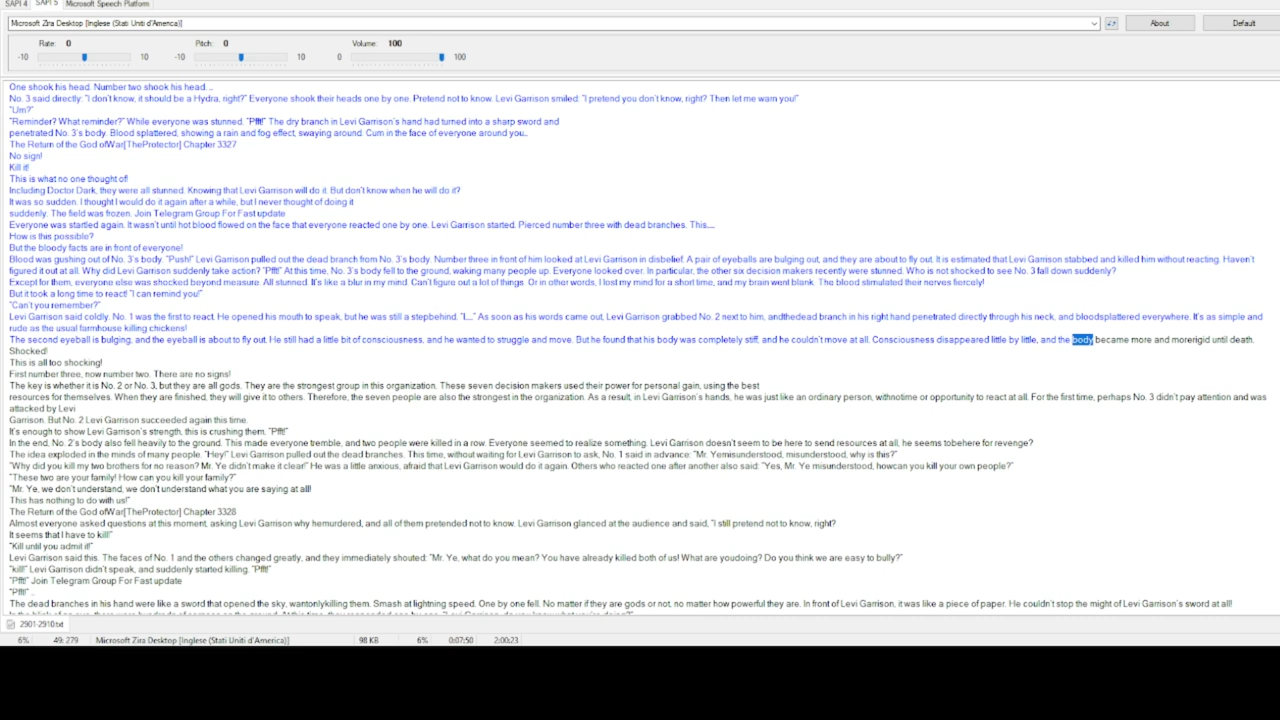 SAPI 4 SAPI 5 Microsoft Speech Platform
Microsoft Zira Desktop [Inglese (Stati Uniti d'America)] About Default
Rate: 0 Pitch: 0 Volume: 100
-10 10 -10 10 0 100
One shook his head. Number two shook his head. ..
No. 3 said directly: "I don't know, it should be a Hydra, right?" Everyone shook their heads one by one. Pretend not to know. Levi Garrison smiled: "I pretend you don't know, right? Then let me warn you!"
"Um?"
"Reminder? What reminder?" While everyone was stunned. "Pfft!" The dry branch in Levi Garrison's hand had turned into a sharp sword and
penetrated No. 3's body. Blood splattered, showing a rain and fog effect, swaying around. Cum in the face of everyone around you..
The Return of the God ofWar[TheProtector] Chapter 3327
No sign!
Kill it!
This is what no one thought of!
Including Doctor Dark, they were all stunned. Knowing that Levi Garrison will do it. But don't know when he will do it?
It was so sudden. I thought I would do it again after a while, but I never thought of doing it
suddenly. The field was frozen. Join Telegram Group For Fast update
Everyone was startled again. It wasn't until hot blood flowed on the face that everyone reacted one by one. Levi Garrison started. Pierced number three with dead branches. This....
How is this possible?
But the bloody facts are in front of everyone!
Blood was gushing out of No. 3's body. "Push!" Levi Garrison pulled out the dead branch from No. 3's body. Number three in front of him looked at Levi Garrison in disbelief. A pair of eyeballs are bulging out, and they are about to fly out. It is estimated that Levi Garrison stabbed and killed him without reacting. Haven't
figured it out at all. Why did Levi Garrison suddenly take action? "Pfft!" At this time, No. 3's body fell to the ground, waking many people up. Everyone looked over. In particular, the other six decision makers recently were stunned. Who is not shocked to see No. 3 fall down suddenly?
Except for them, everyone else was shocked beyond measure. All stunned. It's like a blur in my mind. Can't figure out a lot of things. Or in other words, I lost my mind for a short time, and my brain went blank. The blood stimulated their nerves fiercely!
But it took a long time to react! "I can remind you!"
"Can't you remember?"
Levi Garrison said coldly. No. 1 was the first to react. He opened his mouth to speak, but he was still a stepbehind. "I...." As soon as his words came out, Levi Garrison grabbed No. 2 next to him, andthedead branch in his right hand penetrated directly through his neck, and bloodsplattered everywhere. It's as simple and
rude as the usual farmhouse killing chickens!
The second eyeball is bulging, and the eyeball is about to fly out. He still had a little bit of consciousness, and he wanted to struggle and move. But he found that his body was completely stiff, and he couldn't move at all. Consciousness disappeared little by little, and the body became more and morerigid until death.
Shocked!
This is all too shocking!
First number three, now number two. There are no signs!
The key is whether it is No. 2 or No. 3, but they are all gods. They are the strongest group in this organization. These seven decision makers used their power for personal gain, using the best
resources for themselves. When they are finished, they will give it to others. Therefore, the seven people are also the strongest in the organization. As a result, in Levi Garrison's hands, he was just like an ordinary person, withnotime or opportunity to react at all. For the first time, perhaps No. 3 didn't pay attention and was
attacked by Levi
Garrison. But No. 2 Levi Garrison succeeded again this time.
It's enough to show Levi Garrison's strength, this is crushing them. "Pfft!"
In the end, No. 2's body also fell heavily to the ground. This made everyone tremble, and two people were killed in a row. Everyone seemed to realize something. Levi Garrison doesn't seem to be here to send resources at all, he seems tobehere for revenge?
The idea exploded in the minds of many people. "Hey!" Levi Garrison pulled out the dead branches. This time, without waiting for Levi Garrison to ask, No. 1 said in advance: "Mr. Yemisunderstood, misunderstood, why is this?"
"Why did you kill my two brothers for no reason? Mr. Ye didn't make it clear!" He was a little anxious, afraid that Levi Garrison would do it again. Others who reacted one after another also said: "Yes, Mr. Ye misunderstood, howcan you kill your own people?"
"These two are your family! How can you kill your family?"
"Mr. Ye, we don't understand, we don't understand what you are saying at all!
This has nothing to do with us!"
The Return of the God ofWar[TheProtector] Chapter 3328
Almost everyone asked questions at this moment, asking Levi Garrison why hemurdered, and all of them pretended not to know. Levi Garrison glanced at the audience and said, "I still pretend not to know, right?
It seems that I have to kill!"
"Kill until you admit it!"
Levi Garrison said this. The faces of No. 1 and the others changed greatly, and they immediately shouted: "Mr. Ye, what do you mean? You have already killed both of us! What are youdoing? Do you think we are easy to bully?"
"kill!" Levi Garrison didn't speak, and suddenly started killing. "Pfft!"
"Pfft!" Join Telegram Group For Fast update
"Pfft!" ..
The dead branches in his hand were like a sword that opened the sky, wantonlykilling them. Smash at lightning speed. One by one fell. No matter if they are gods or not, no matter how powerful they are. In front of Levi Garrison, it was like a piece of paper. He couldn't stop the might of Levi Garrison's sword at all!
2901-2910.txt
6% 49: 279 Microsoft Zira Desktop [Inglese (Stati Uniti d'America)] 98 KB 6% 0:07:50 2:00:23